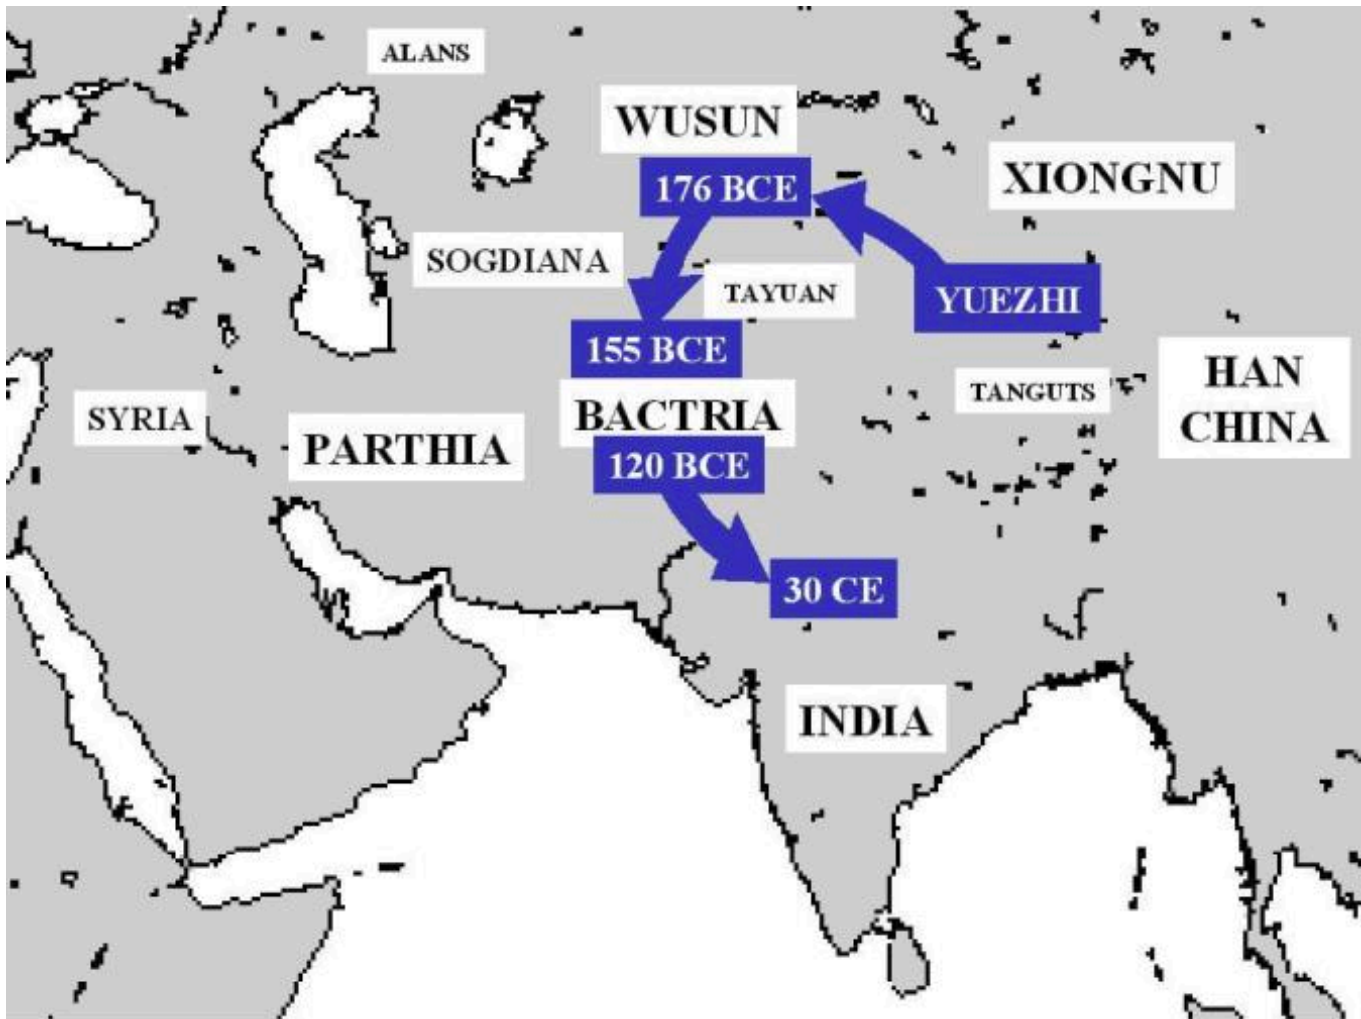 ALANS
WUSUN
176 BCE
XIONGNU
SOGDIANA
TAYUAN
YUEZHI
155 BCE
SYRIA
PARTHIA
BACTRIA
120 BCE
TANGUTS
HAN
CHINA
30 CE
INDIA